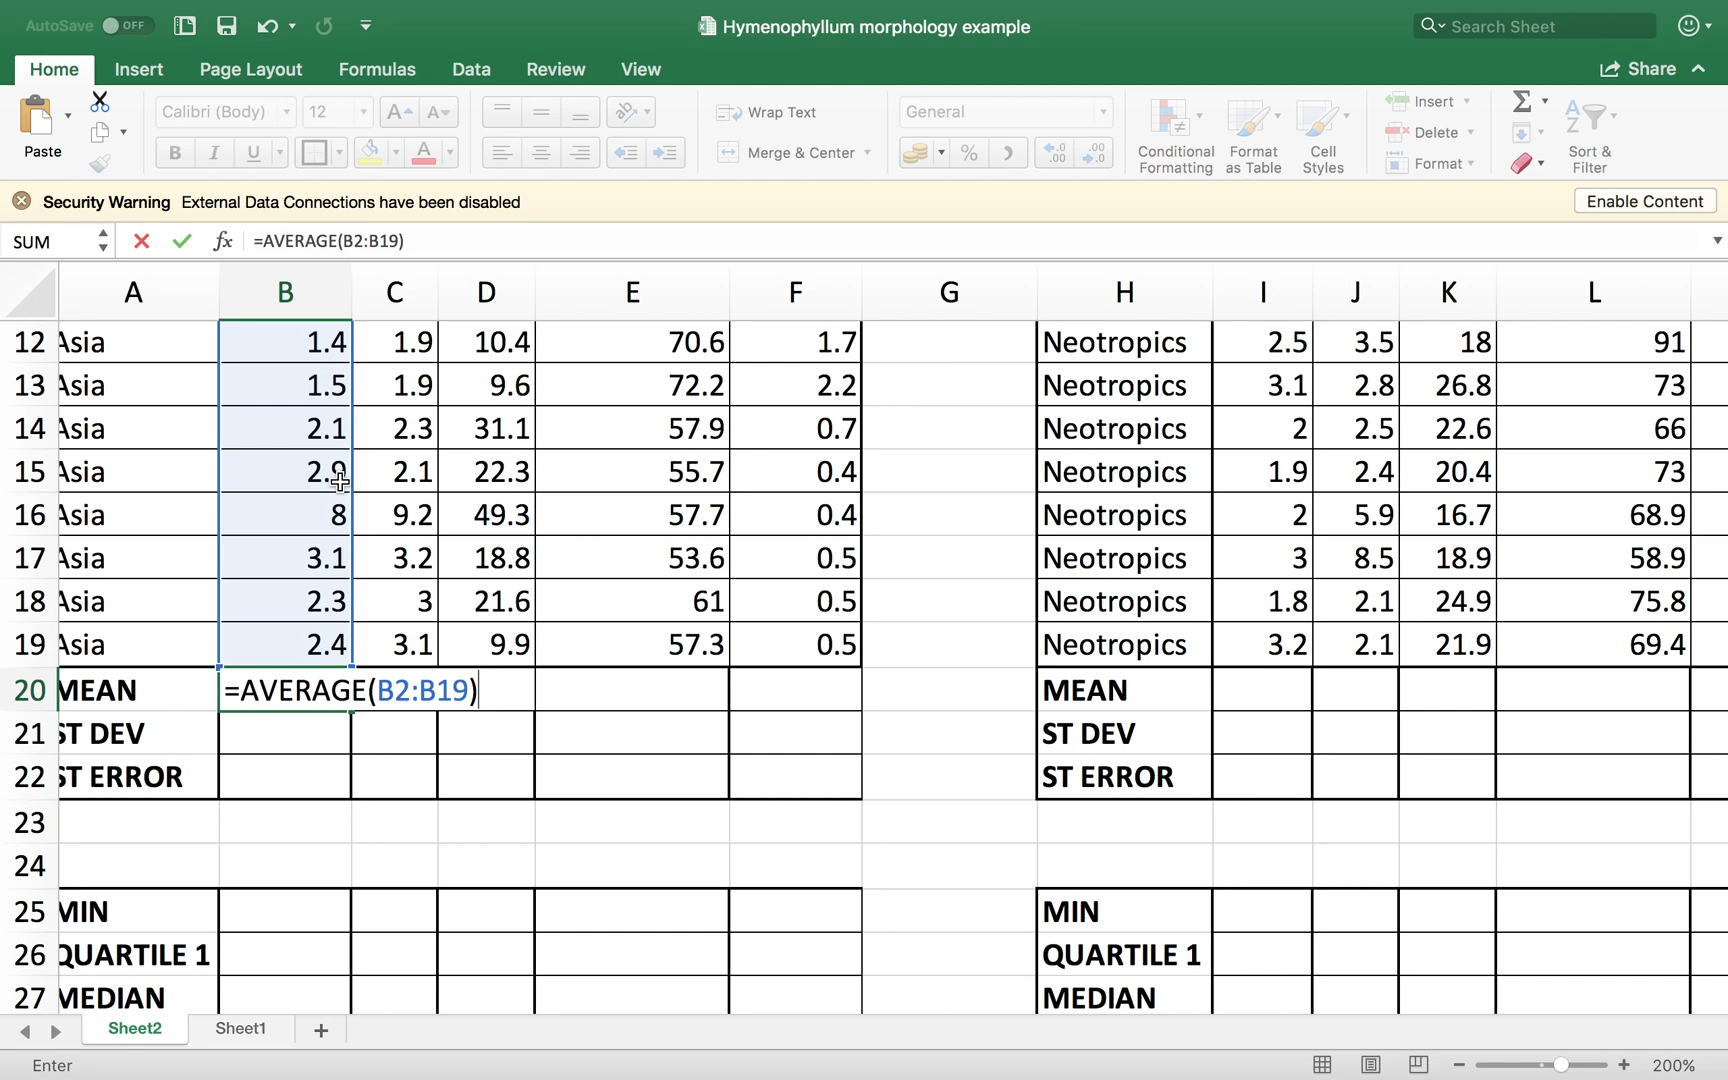 AutoSave OFF
Hymenophyllum morphology example
Search Sheet
Home Insert Page Layout Formulas Data Review View
Share
Paste
Calibri (Body) 12 A A
B I U A
ab
Wrap Text
Merge & Center
General
% .0 .00 .00 .0
Conditional Formatting
Format as Table
Cell Styles
Insert
Delete
Format
Σ
A Z
Sort & Filter
Security Warning External Data Connections have been disabled
Enable Content
SUM fx =AVERAGE(B2:B19)
A B C D E F G H I J K L
12 Asia 1.4 1.9 10.4 70.6 1.7 Neotropics 2.5 3.5 18 91
13 Asia 1.5 1.9 9.6 72.2 2.2 Neotropics 3.1 2.8 26.8 73
14 Asia 2.1 2.3 31.1 57.9 0.7 Neotropics 2 2.5 22.6 66
15 Asia 2.9 2.1 22.3 55.7 0.4 Neotropics 1.9 2.4 20.4 73
16 Asia 8 9.2 49.3 57.7 0.4 Neotropics 2 5.9 16.7 68.9
17 Asia 3.1 3.2 18.8 53.6 0.5 Neotropics 3 8.5 18.9 58.9
18 Asia 2.3 3 21.6 61 0.5 Neotropics 1.8 2.1 24.9 75.8
19 Asia 2.4 3.1 9.9 57.3 0.5 Neotropics 3.2 2.1 21.9 69.4
20 MEAN =AVERAGE(B2:B19) MEAN
21 ST DEV ST DEV
22 ST ERROR ST ERROR
23
24
25 MIN MIN
26 QUARTILE 1 QUARTILE 1
27 MEDIAN MEDIAN
Sheet2 Sheet1 +
Enter
200%